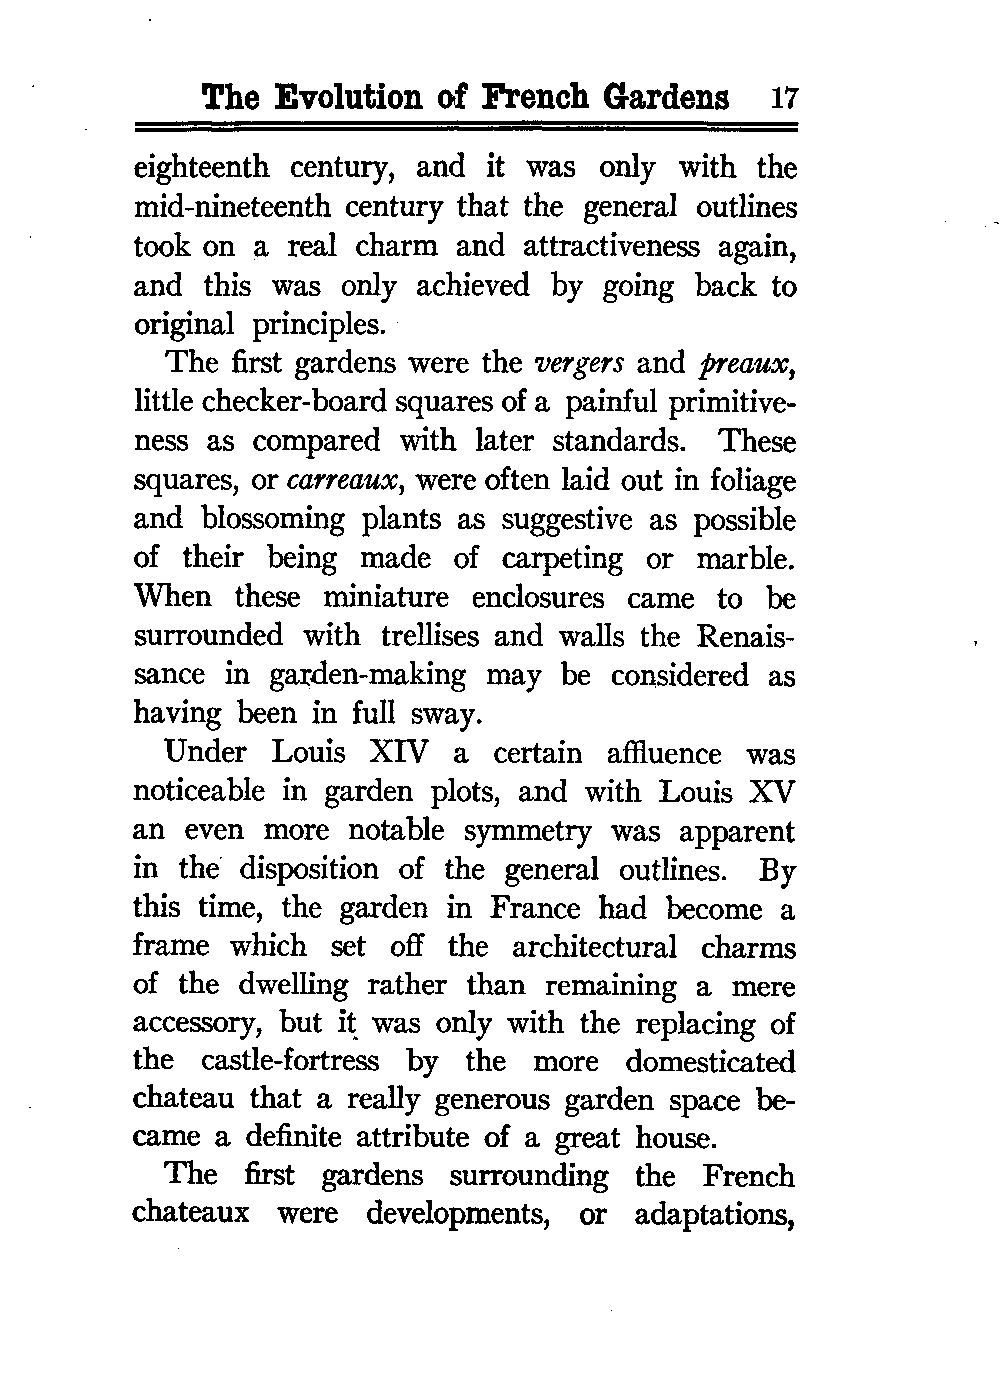 The Evolution of French Gardens 17
eighteenth century, and it was only with the
mid-nineteenth century that the general outlines
took on a real charm and attractiveness again,
and this was only achieved by going back to
original principles.
The first gardens were the vergers and preaux,
little checker-board squares of a painful primitive-
ness as compared with later standards. These
squares, or carreaux, were often laid out in foliage
and blossoming plants as suggestive as possible
of their being made of carpeting or marble.
When these miniature enclosures came to be
surrounded with trellises and walls the Renais-
sance in garden-making may be considered as
having been in full sway.
Under Louis XIV a certain affluence was
noticeable in garden plots, and with Louis XV
an even more notable symmetry was apparent
in the disposition of the general outlines. By
this time, the garden in France had become a
frame which set off the architectural charms
of the dwelling rather than remaining a mere
accessory, but it was only with the replacing of
the castle-fortress by the more domesticated
chateau that a really generous garden space be-
came a definite attribute of a great house.
The first gardens surrounding the French
chateaux were developments, or adaptations,